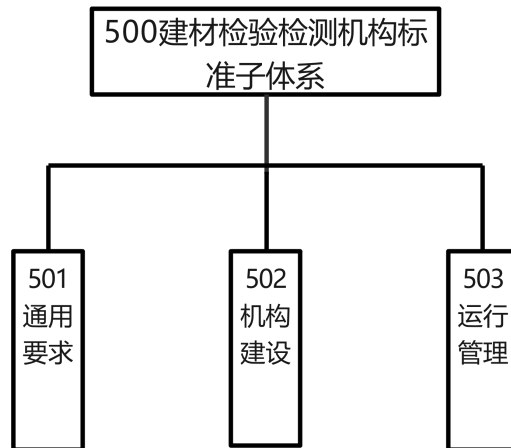 500建材检验检测机构标
准子体系
501
通用
要求
502
机构
建设
503
运行
管理